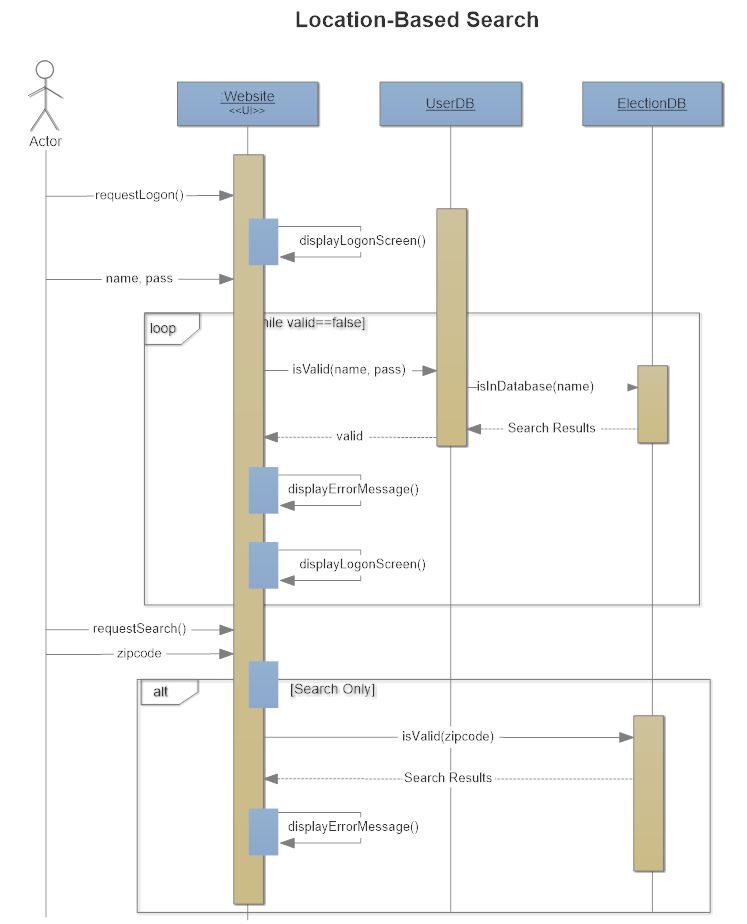 Location-Based Search
Actor
:Website
<<UI>>
UserDB
ElectionDB
requestLogon()
displayLogonScreen()
name, pass
loop
valid==false]
isValid(name, pass)
isInDatabase(name)
Search Results
valid
displayErrorMessage()
displayLogonScreen()
requestSearch()
zipcode
alt
[Search Only]
isValid(zipcode)
Search Results
displayErrorMessage()